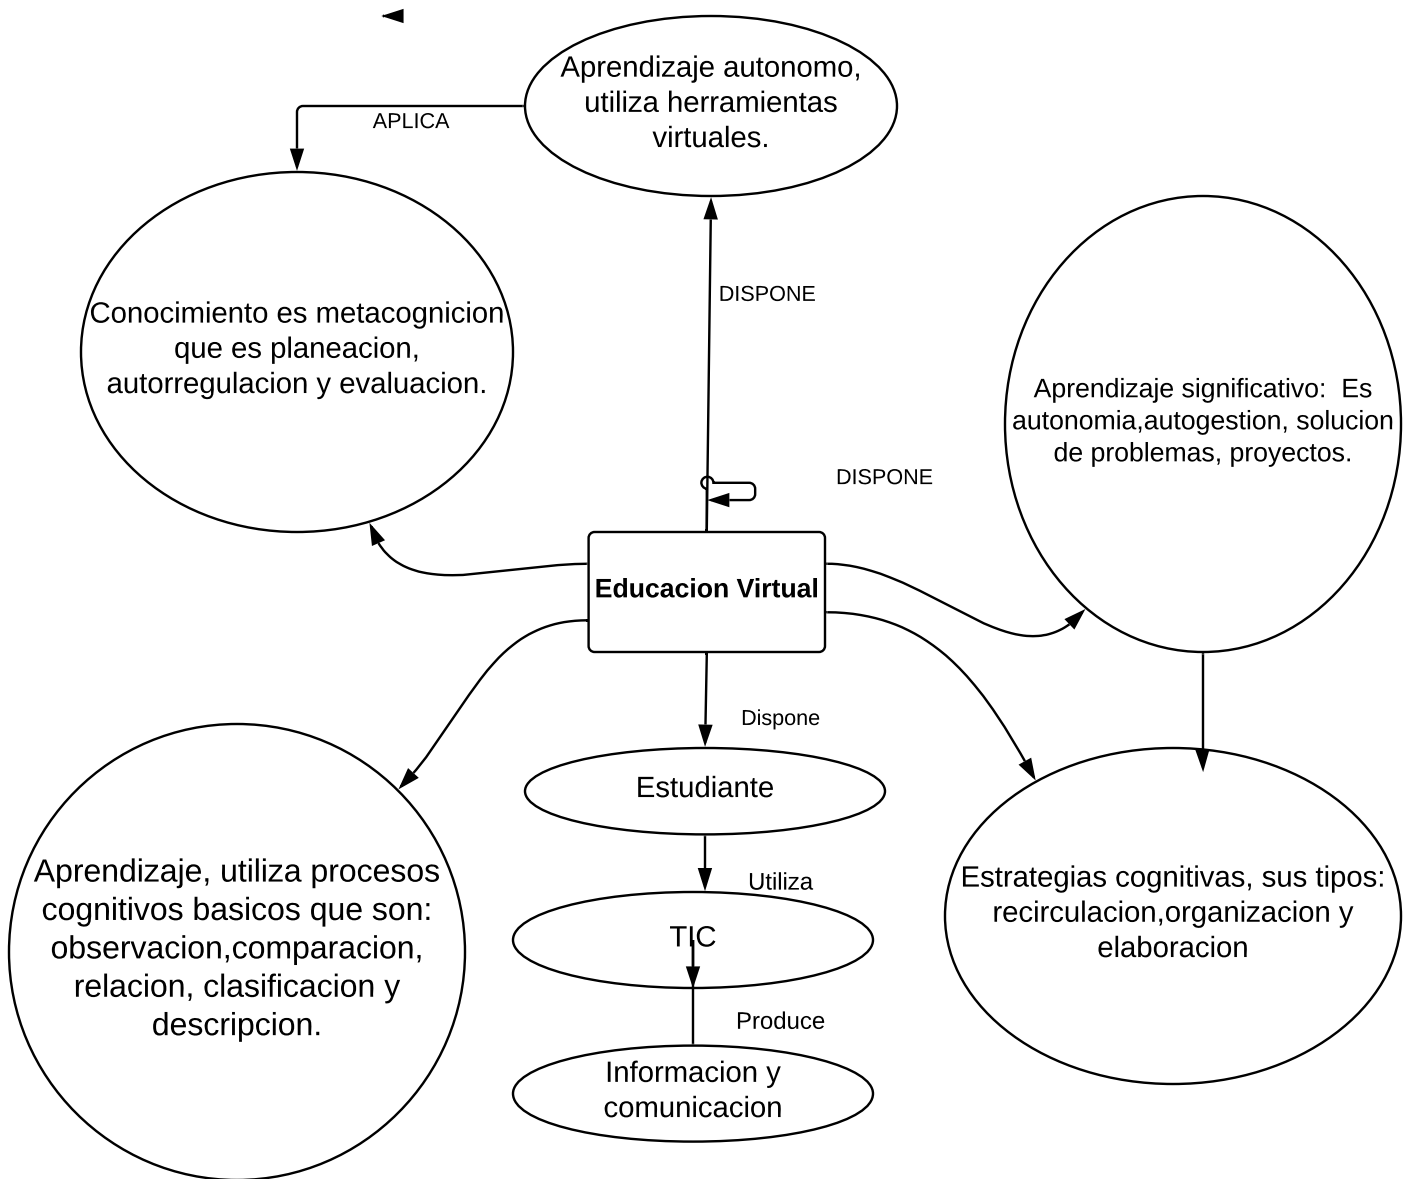 Aprendizaje autonomo,
utiliza herramientas
virtuales.
APLICA
Conocimiento es metacognicion
que es planeacion,
autorregulacion y evaluacion.
DISPONE
Aprendizaje significativo:  Es
autonomia,autogestion, solucion
de problemas, proyectos.
DISPONE
Educacion Virtual
Dispone
Estudiante
Aprendizaje, utiliza procesos
cognitivos basicos que son:
observacion,comparacion,
relacion, clasificacion y
descripcion.
Utiliza
TIC
Estrategias cognitivas, sus tipos:
recirculacion,organizacion y
elaboracion
Produce
Informacion y
comunicacion